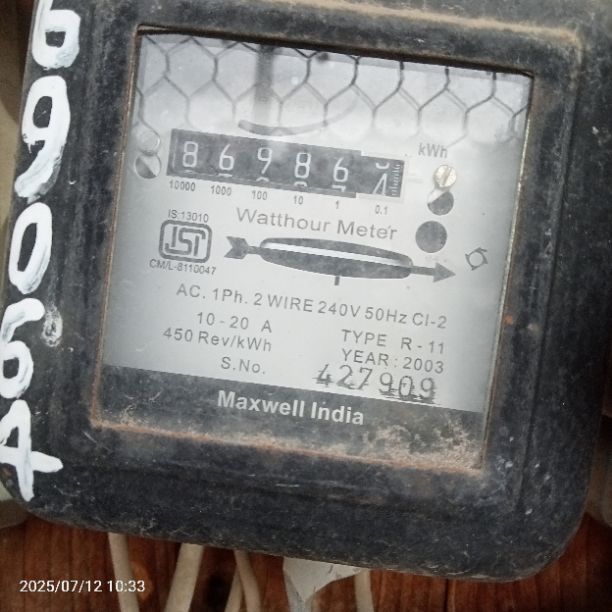 69064
kWh
8 6 9 8 6
10000 1000 100 10 1 0.1
IS:13010
Watthour Meter
ISI
CM/L-8110047
AC. 1Ph. 2 WIRE 240V 50Hz Cl-2
10-20 A TYPE R-11
450 Rev/kWh YEAR : 2003
S.No. 427909
Maxwell India
2025/07/12 10:33